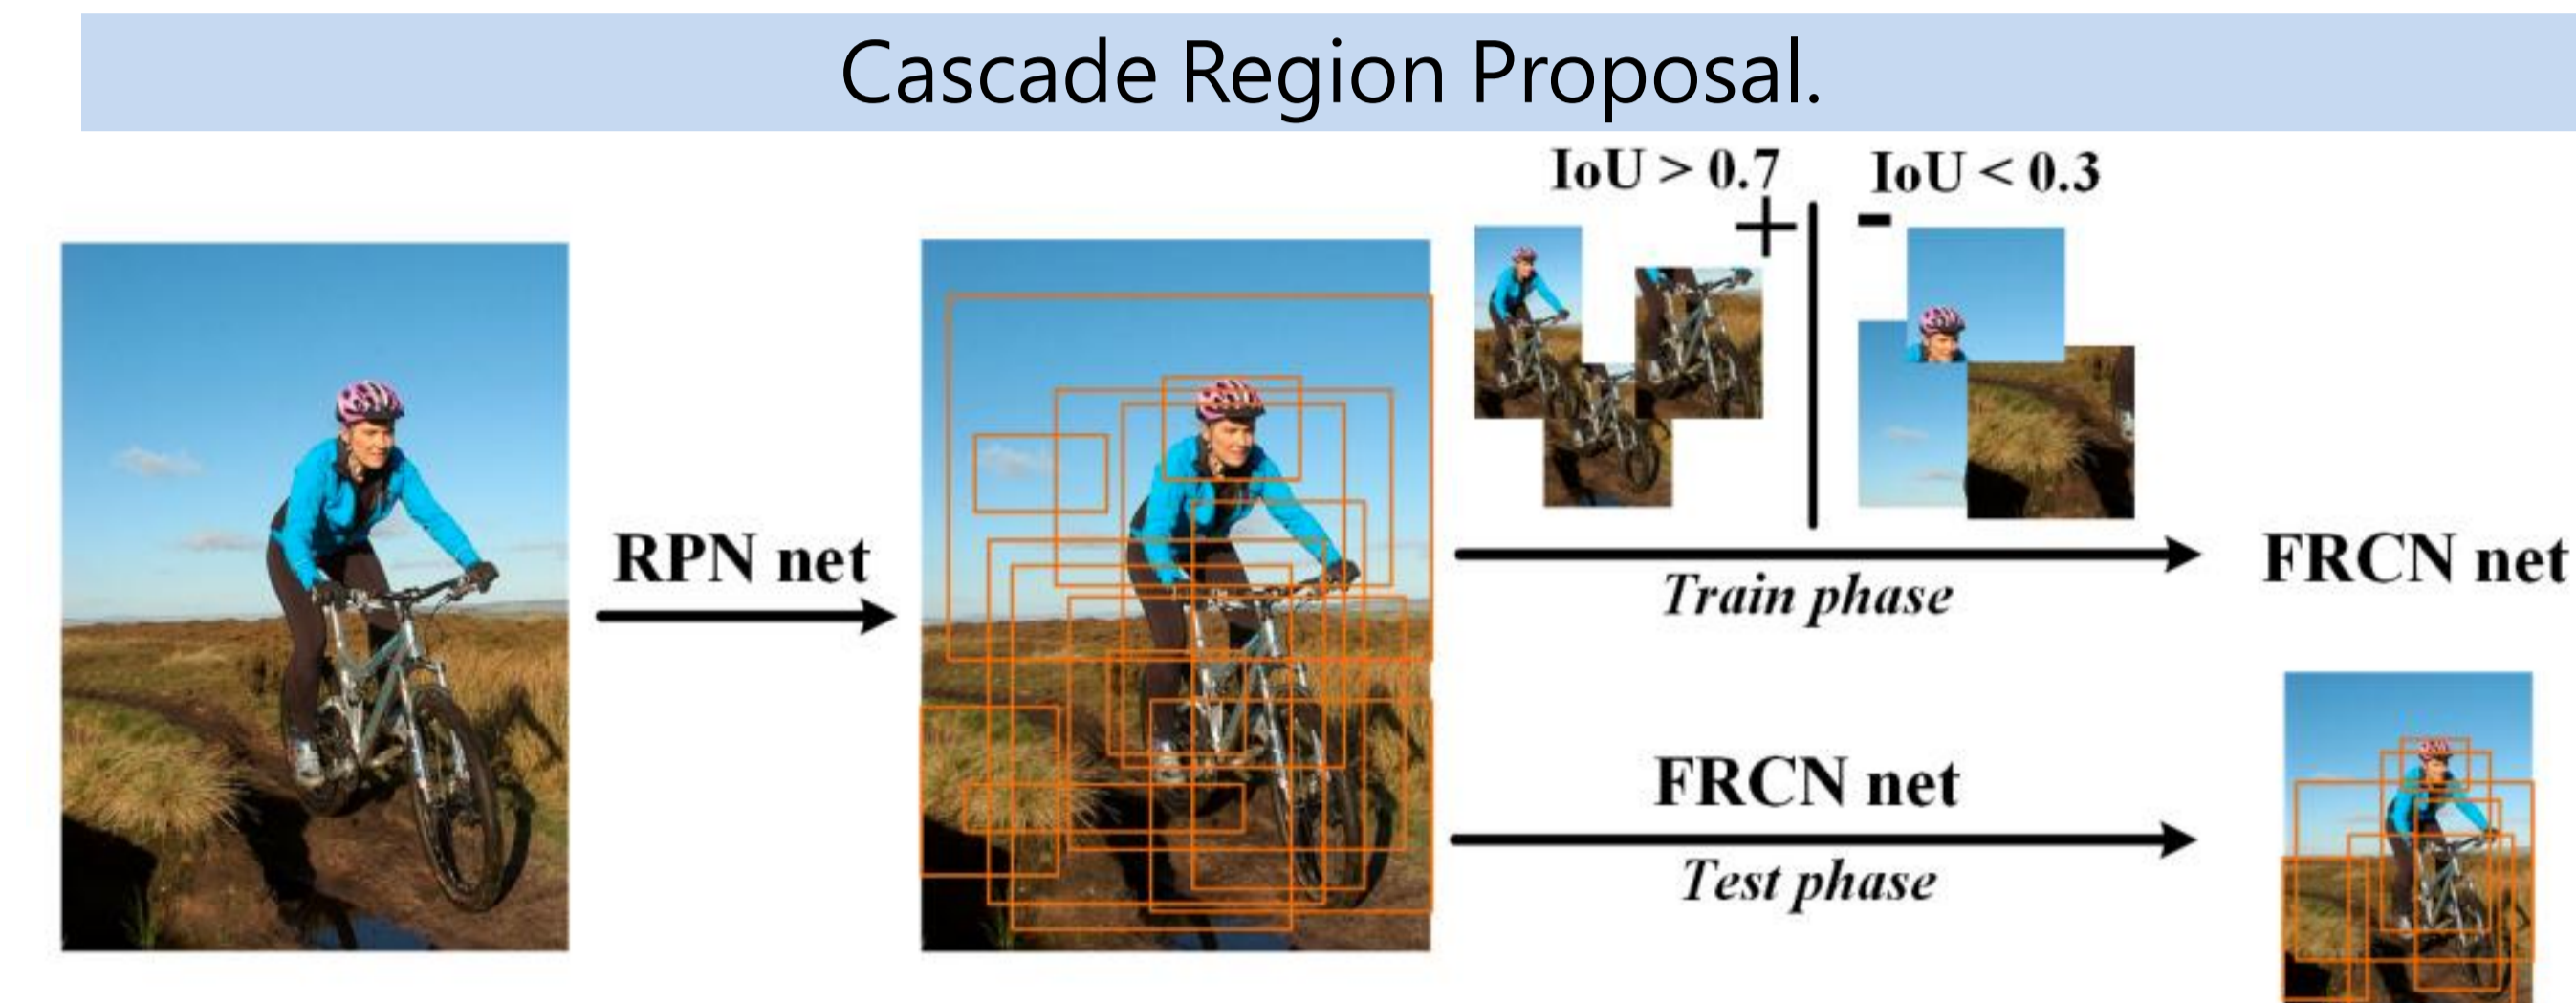 Cascade Region Proposal.
IoU > 0.7
IoU < 0.3
+
-
RPN net
Train phase
FRCN net
FRCN net
Test phase